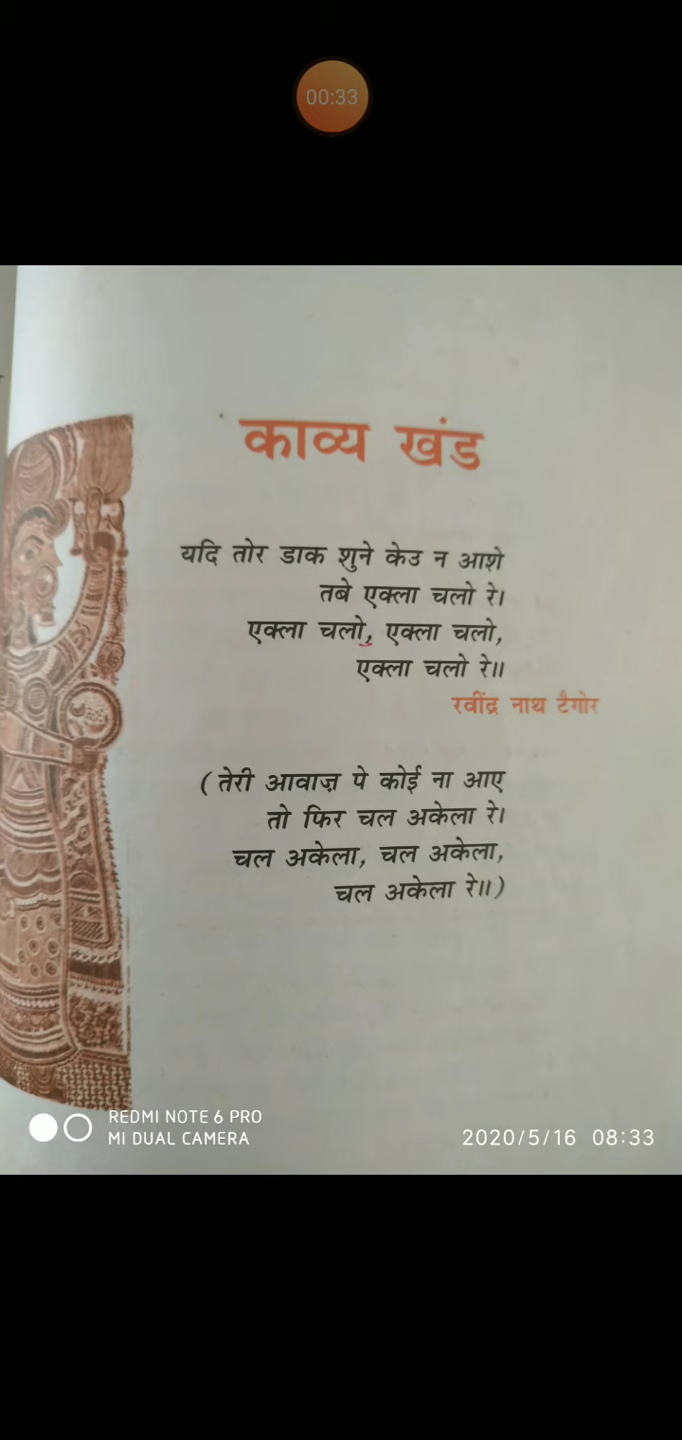 00:33
काव्य खंड
यदि तोर डाक शुने केउ न आशे
तबे एक्ला चलो रे।
एक्ला चलो, एक्ला चलो,
एक्ला चलो रे॥
रवींद्र नाथ टैगोर
(तेरी आवाज़ पे कोई ना आए
तो फिर चल अकेला रे।
चल अकेला, चल अकेला,
चल अकेला रे॥)
REDMI NOTE 6 PRO
MI DUAL CAMERA
2020/5/16 08:33